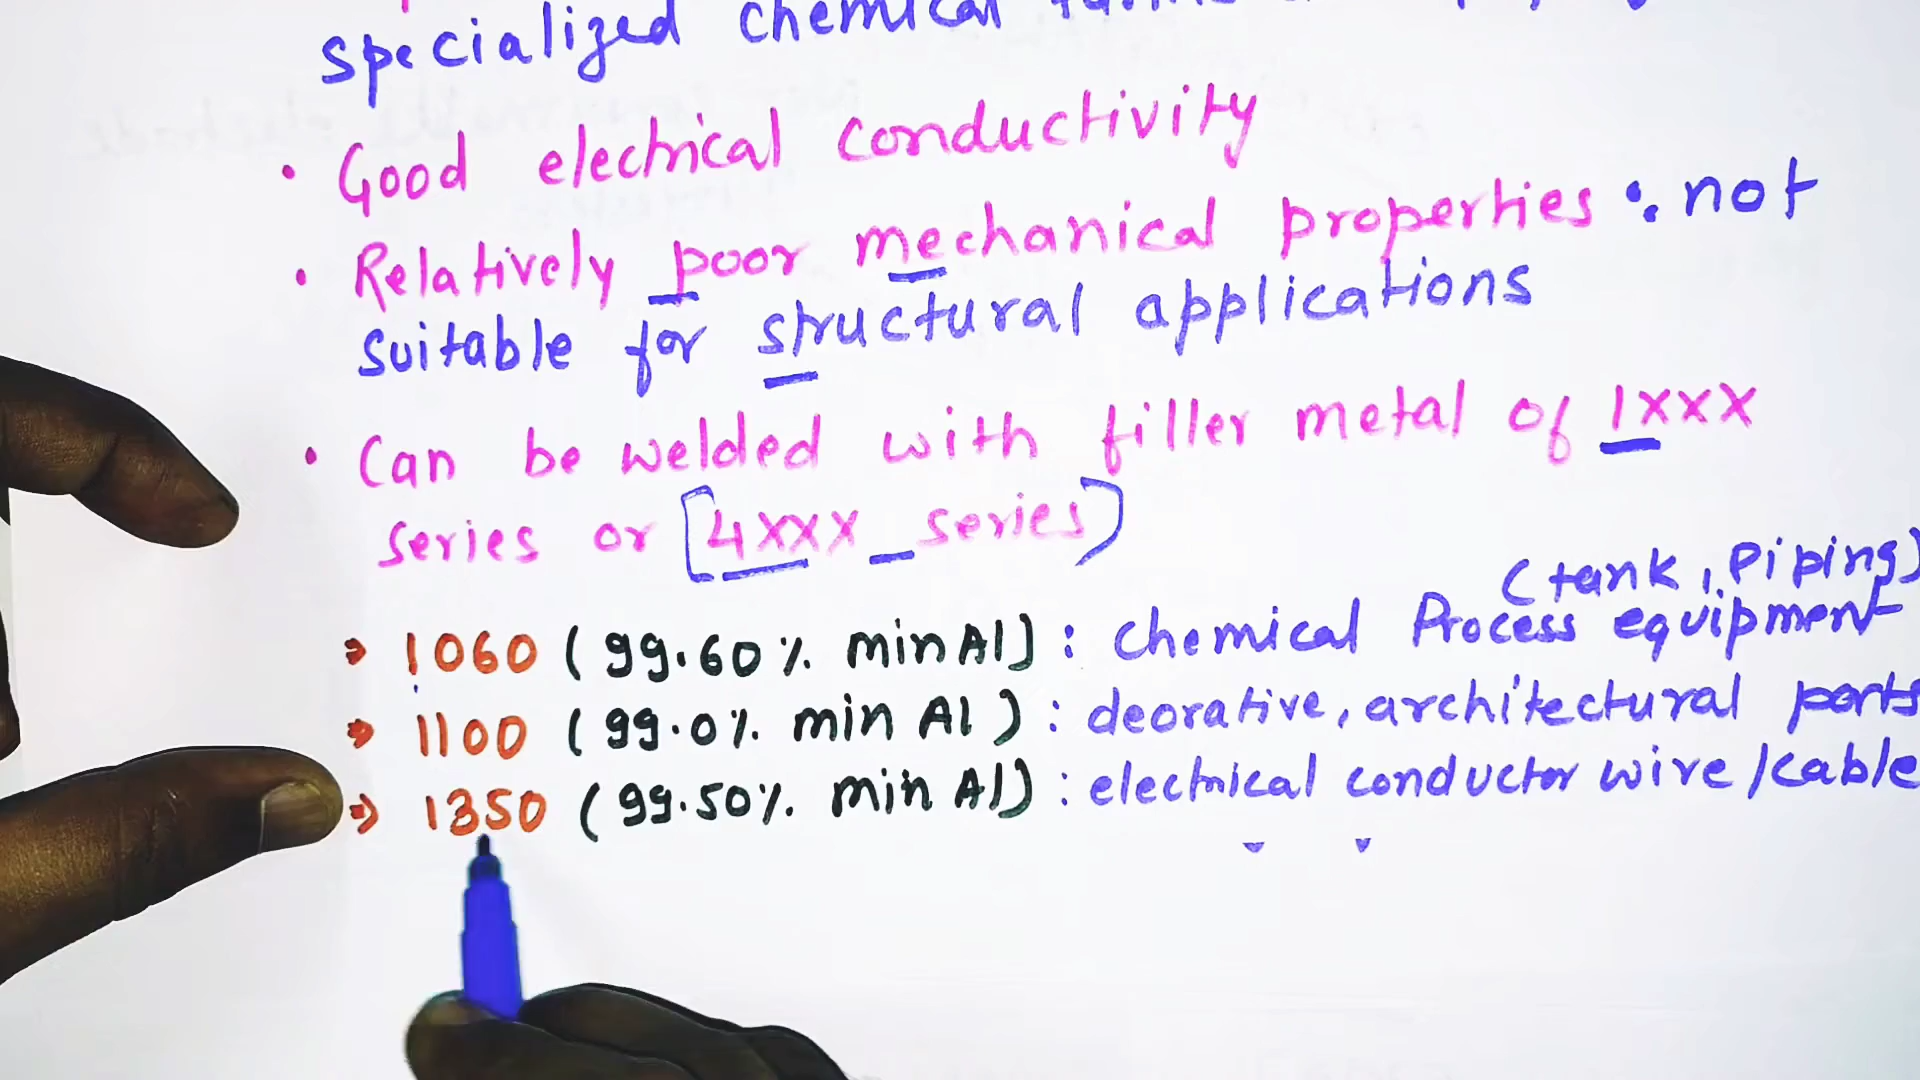 specialized chemical
• Good electrical conductivity
• Relatively poor mechanical properties ∵ not
suitable for structural applications
• Can be welded with filler metal of 1XXX
series or [4XXX series]
(tank, Piping)
⇒ 1060 (99.60% min Al) : Chemical Process equipment
⇒ 1100 (99.0% min Al) : deorative, architectural parts
⇒ 1350 (99.50% min Al) : electrical conductor wire/cable